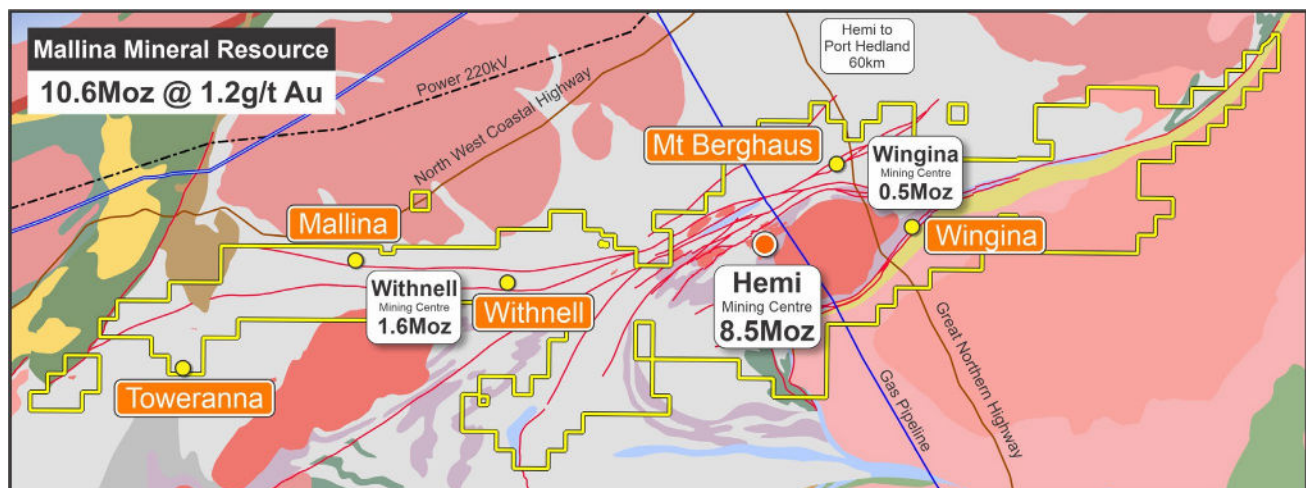 Mallina Mineral Resource
10.6Moz @ 1.2g/t Au
Power 220kV
North West Coastal Highway
Hemi to
Port Hedland
60km
Mt Berghaus
Wingina
Mining Centre
0.5Moz
Mallina
Wingina
Withnell
Mining Centre
1.6Moz
Withnell
Hemi
Mining Centre
8.5Moz
Toweranna
Gas Pipeline
Great Northern Highway